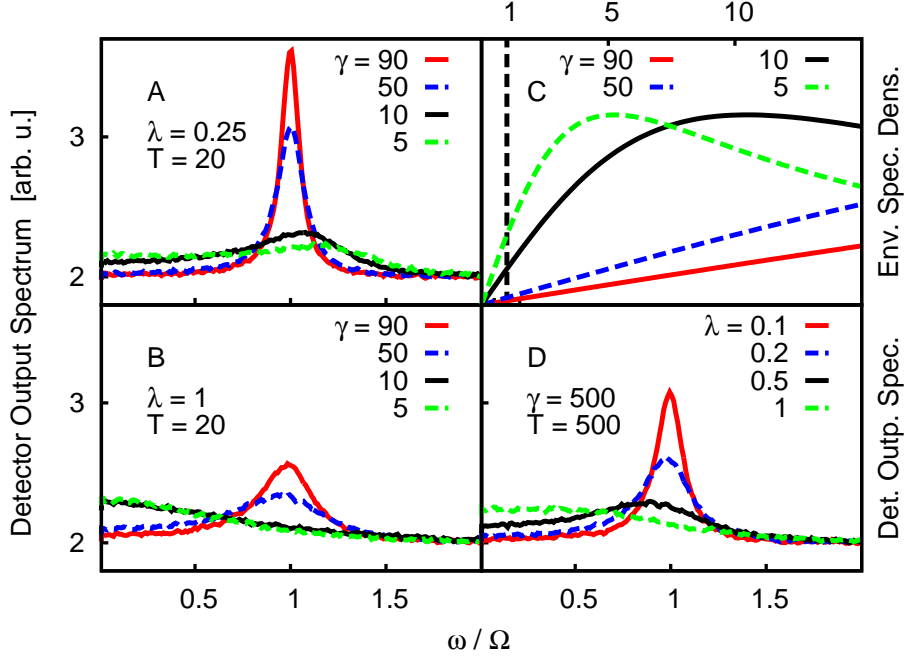 1 5 10
A
γ = 90
50
10
5
λ = 0.25
T = 20
C
γ = 90
50
10
5
3
2
B
γ = 90
50
10
5
λ = 1
T = 20
D
λ = 0.1
0.2
0.5
1
γ = 500
T = 500
3
2
0.5 1 1.5
0.5 1 1.5
ω / Ω
Detector Output Spectrum [arb. u.]
Env. Spec. Dens.
Det. Outp. Spec.